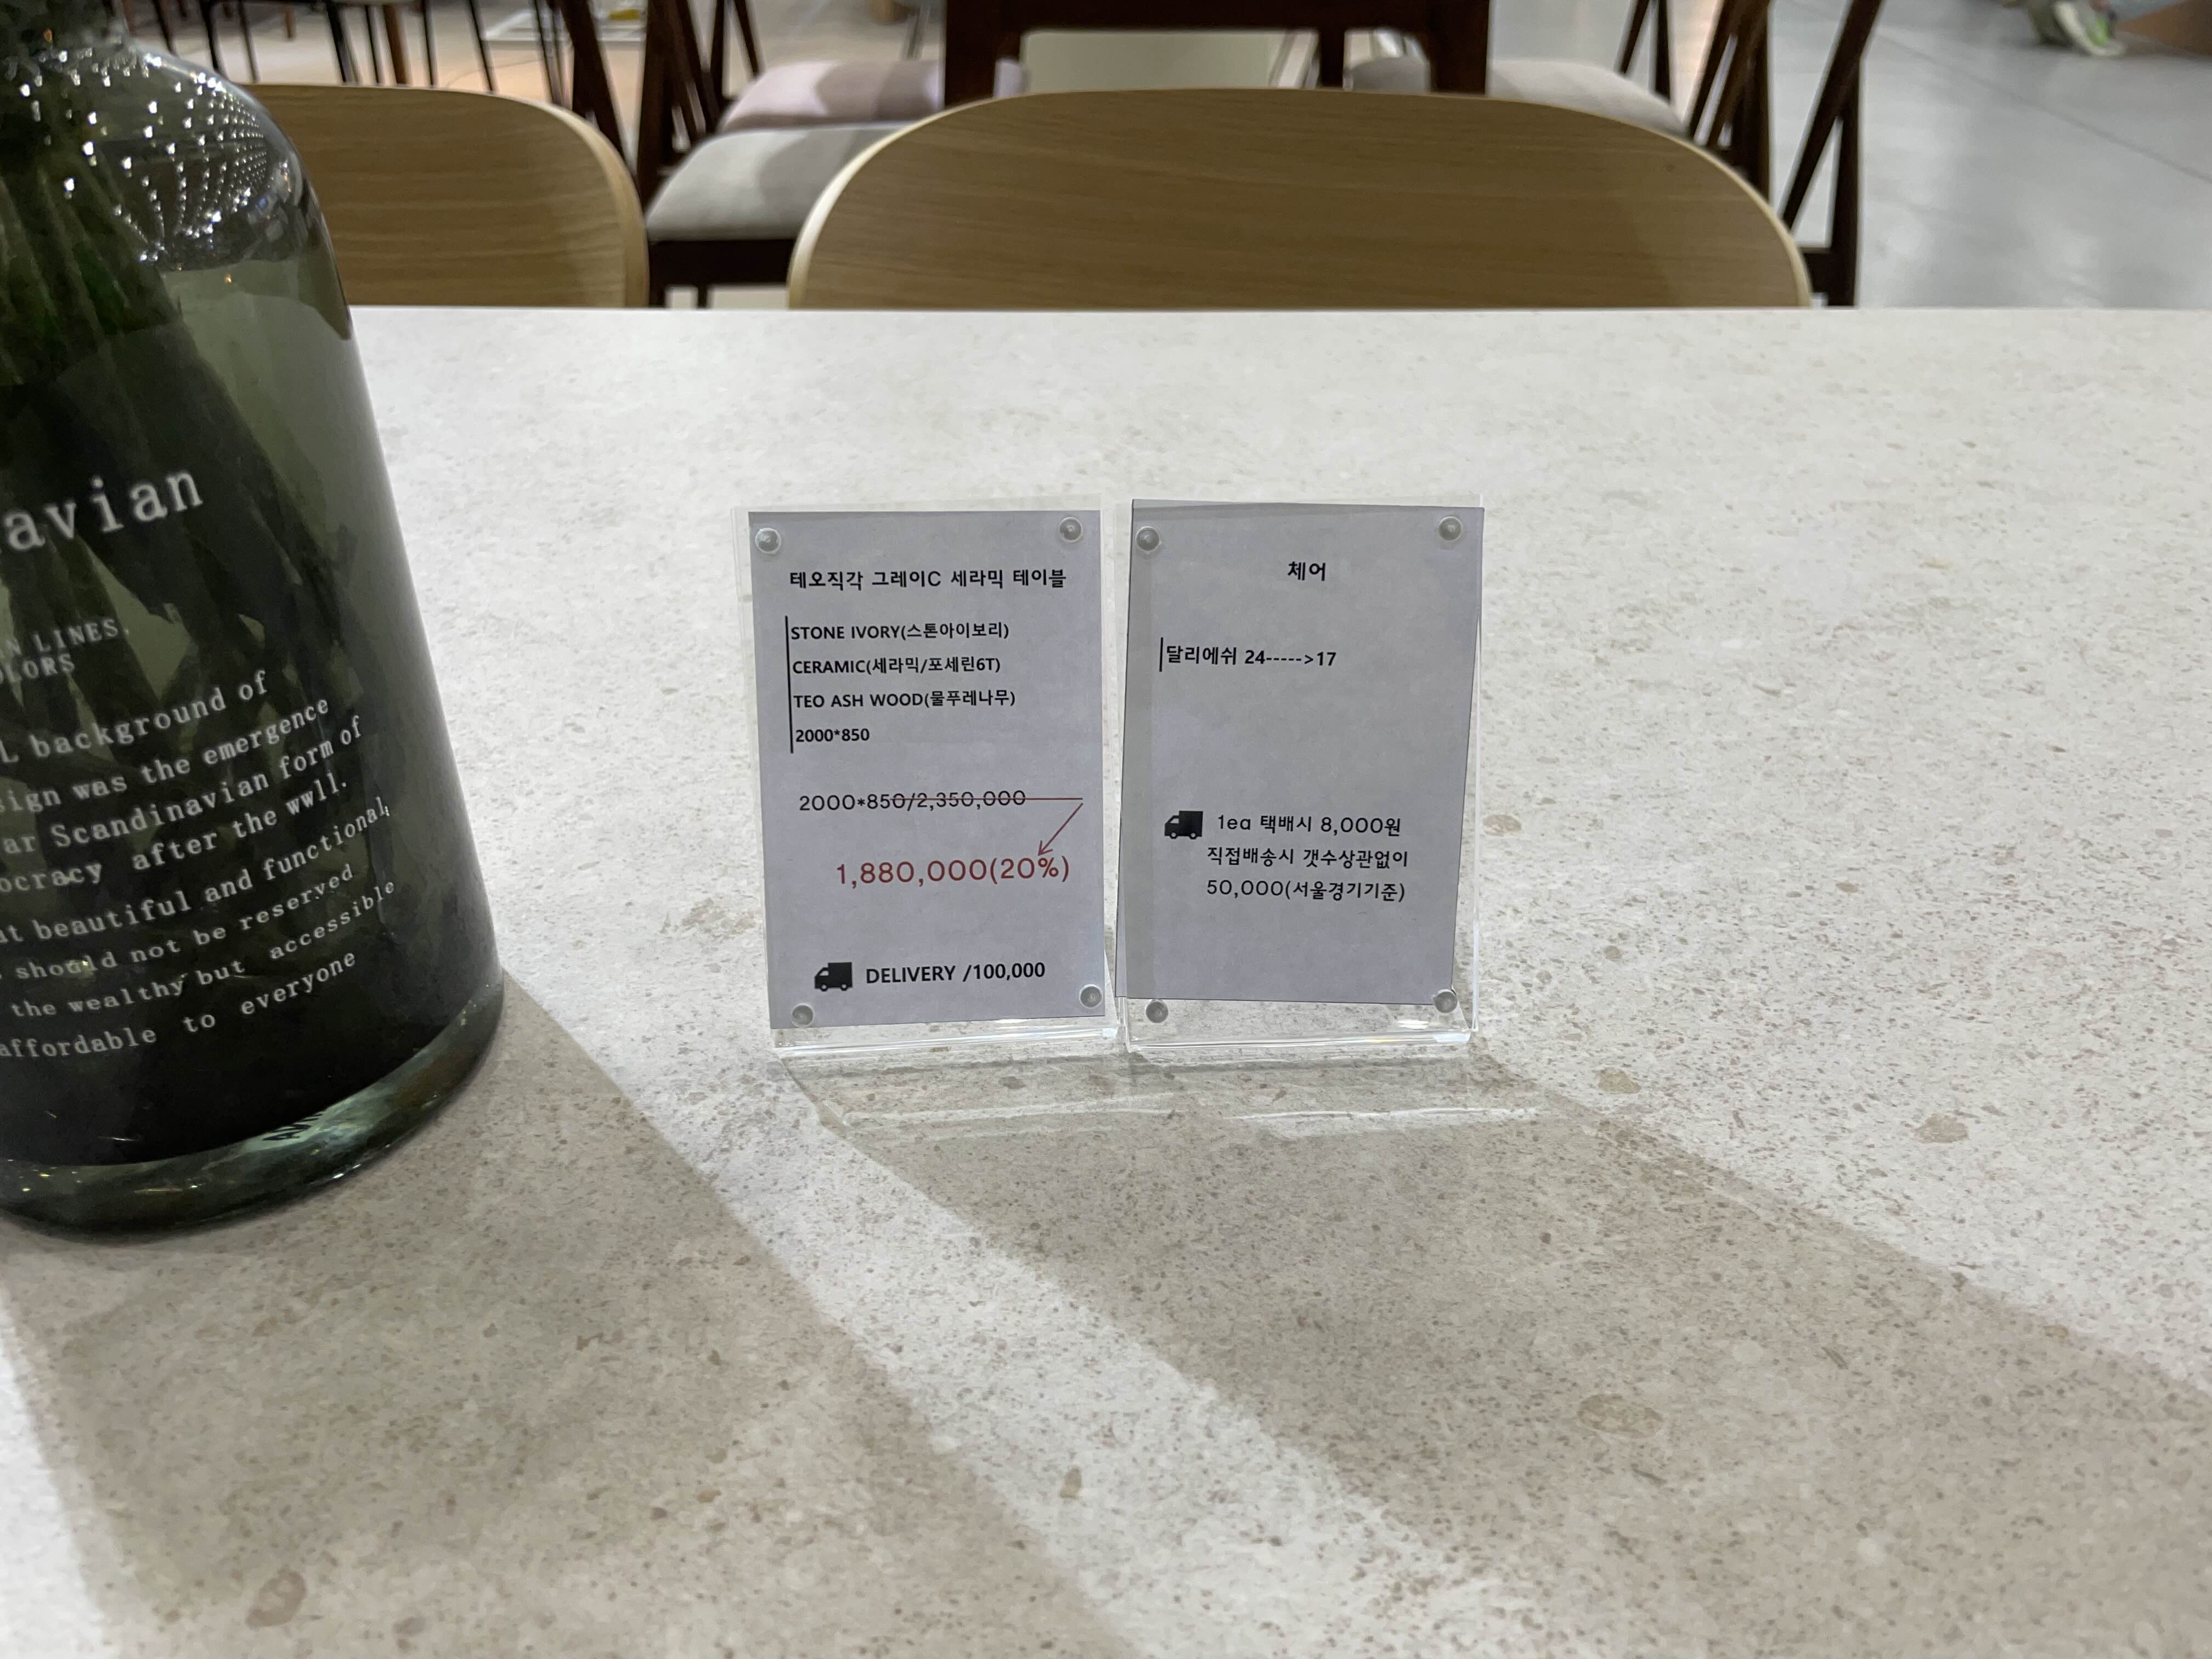 avian
N LINES.
OLORS
L background of
sign was the emergence
ar Scandinavian form of
ocracy after the wwll.
at beautiful and functional,
should not be reserved
the wealthy but accessible
affordable to everyone
테오직각 그레이C 세라믹 테이블
STONE IVORY(스톤아이보리)
CERAMIC(세라믹/포세린6T)
TEO ASH WOOD(물푸레나무)
2000*850
2000*850/2,350,000
1,880,000(20%)
DELIVERY /100,000
체어
달리에쉬 24----->17
1ea 택배시 8,000원
직접배송시 갯수상관없이
50,000(서울경기기준)